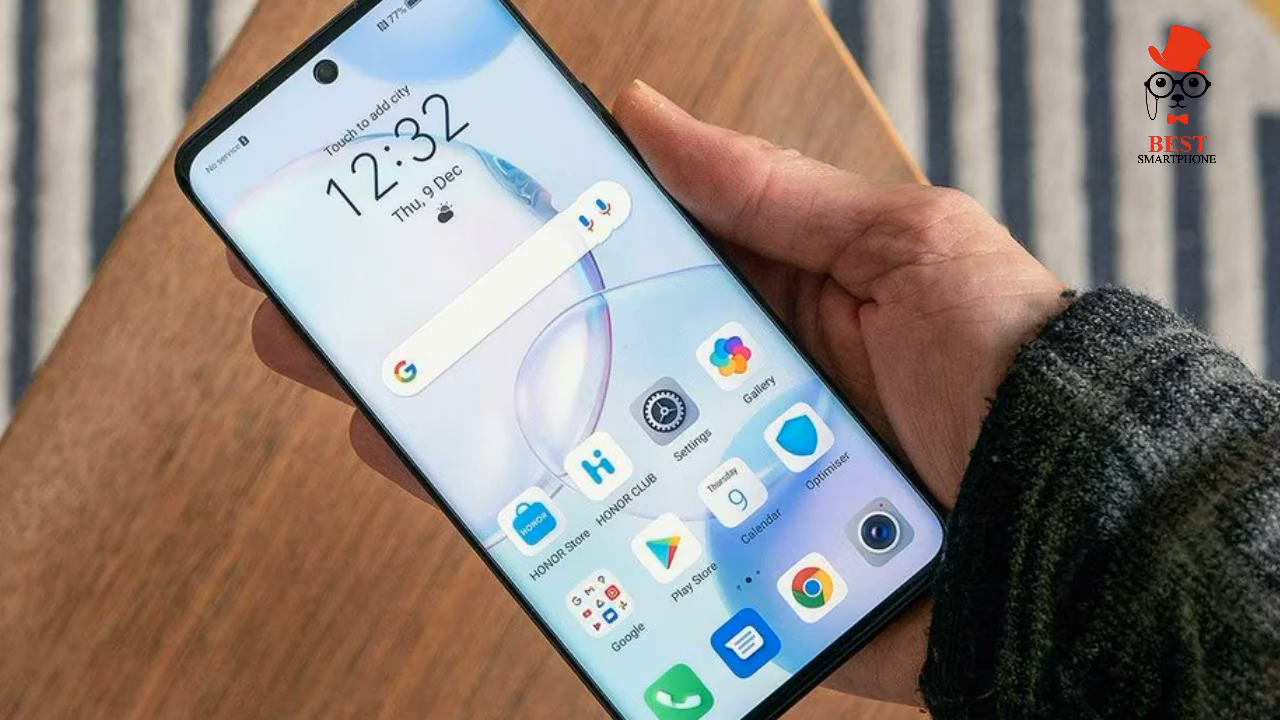 77%
No service
Touch to add city
12:32
Thu, 9 Dec
G
Gallery
Settings
HONOR CLUB
HONOR
HONOR Store
Optimiser
Thursday
9
Calendar
Play Store
Google
BEST
SMARTPHONE